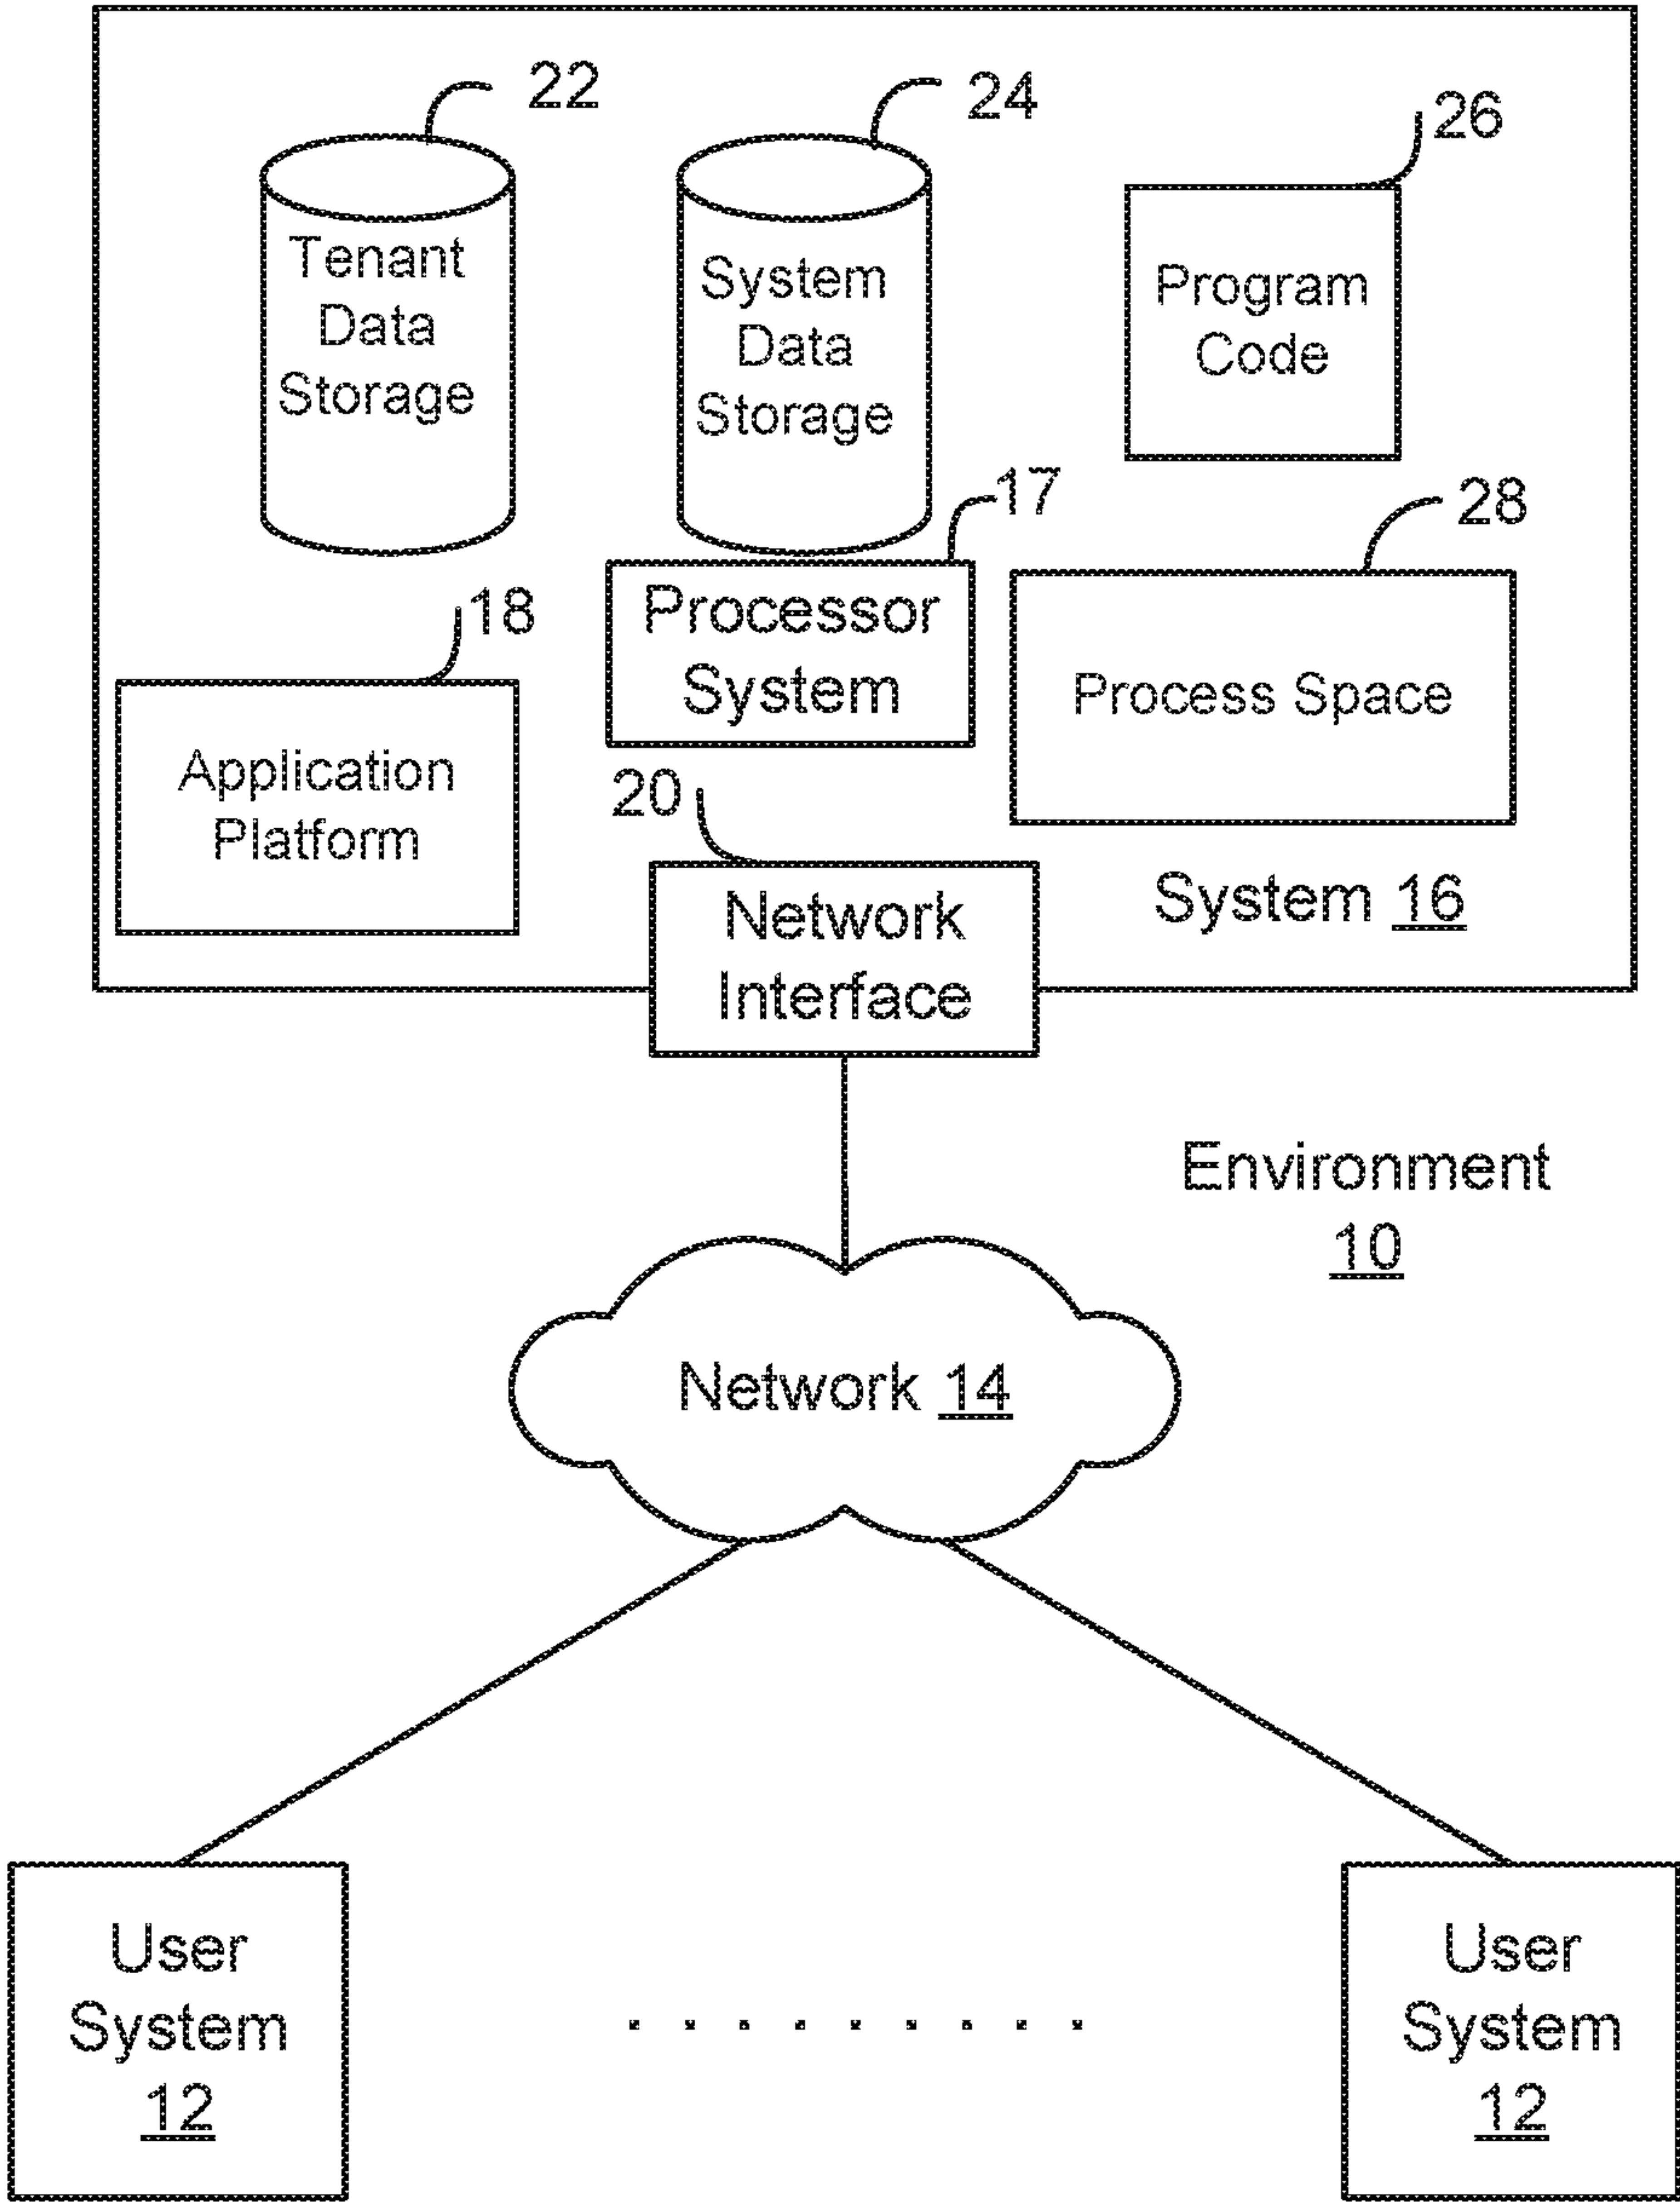 22
24
26
Tenant
Data
Storage
System
Data
Storage
Program
Code
17
28
18
Processor
System
Process Space
Application
Platform
20
Network
Interface
System 16
Environment
10
Network 14
User
System
12
. . . . . . . . .
User
System
12